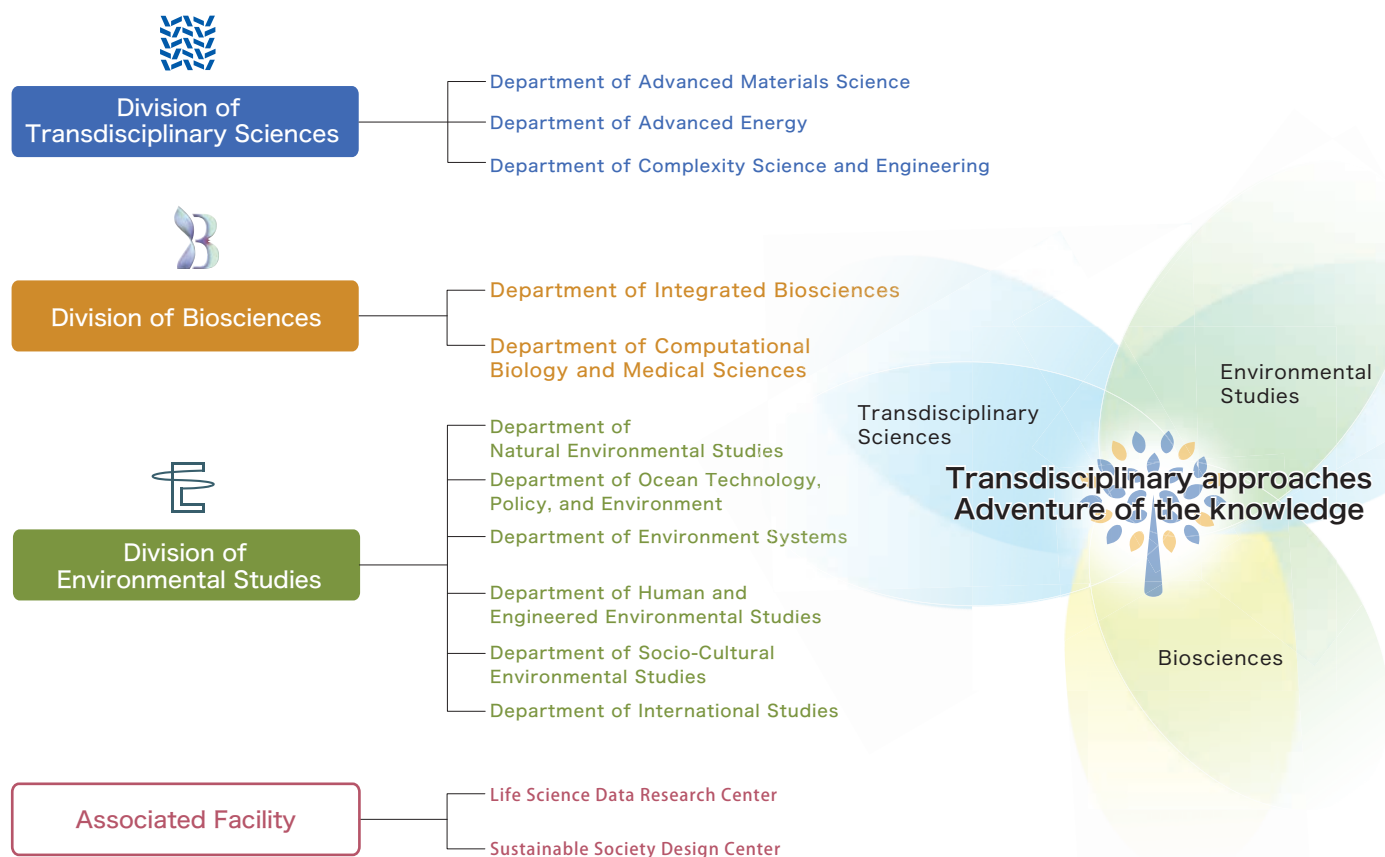 Division of
Transdisciplinary Sciences
Department of Advanced Materials Science
Department of Advanced Energy
Department of Complexity Science and Engineering
Division of Biosciences
Department of Integrated Biosciences
Department of Computational
Biology and Medical Sciences
Division of
Environmental Studies
Department of
Natural Environmental Studies
Department of Ocean Technology,
Policy, and Environment
Department of Environment Systems
Department of Human and
Engineered Environmental Studies
Department of Socio-Cultural
Environmental Studies
Department of International Studies
Associated Facility
Life Science Data Research Center
Sustainable Society Design Center
Environmental
Studies
Transdisciplinary
Sciences
Transdisciplinary approaches
Adventure of the knowledge
Biosciences